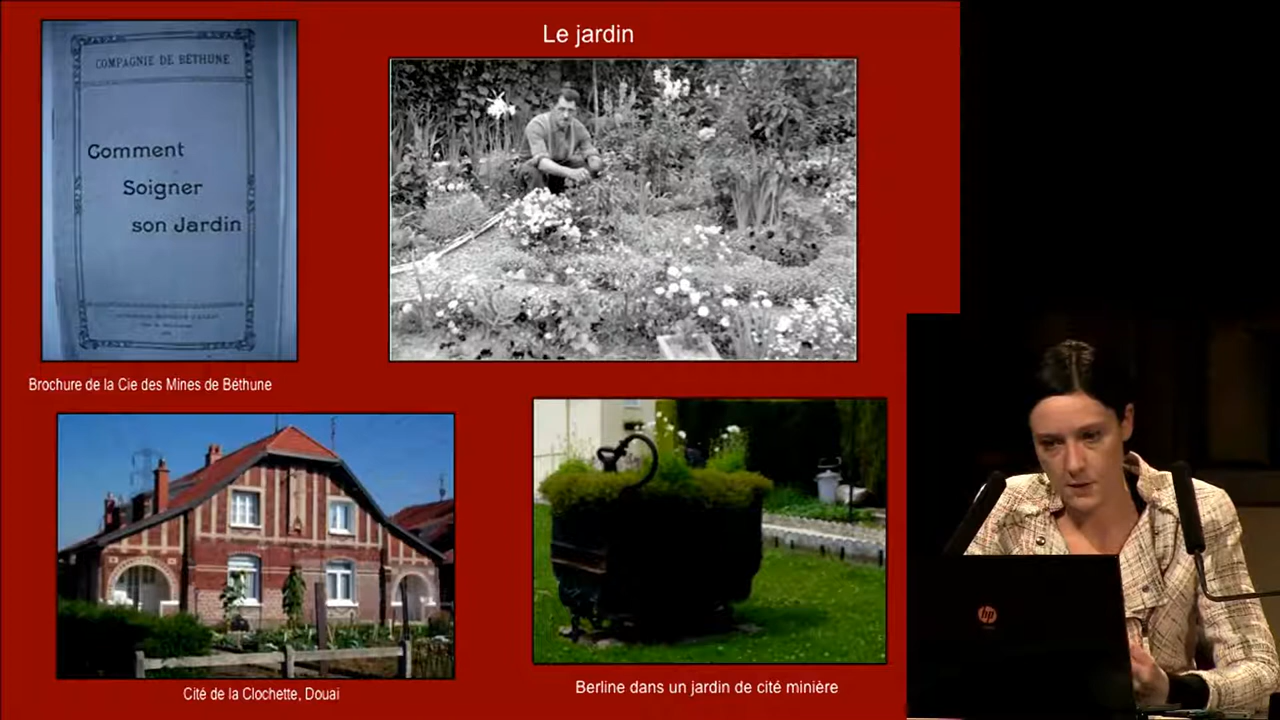 Le jardin
COMPAGNIE DE BÉTHUNE
Comment
Soigner
son Jardin
Brochure de la Cie des Mines de Béthune
Cité de la Clochette, Douai
Berline dans un jardin de cité minière
hp